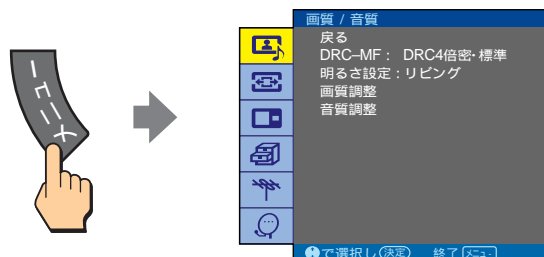 メニュー
画質 / 音質
戻る
DRC–MF： DRC4倍密・標準
明るさ設定：リビング
画質調整
音質調整
で選択し 決定 終了 メニュー